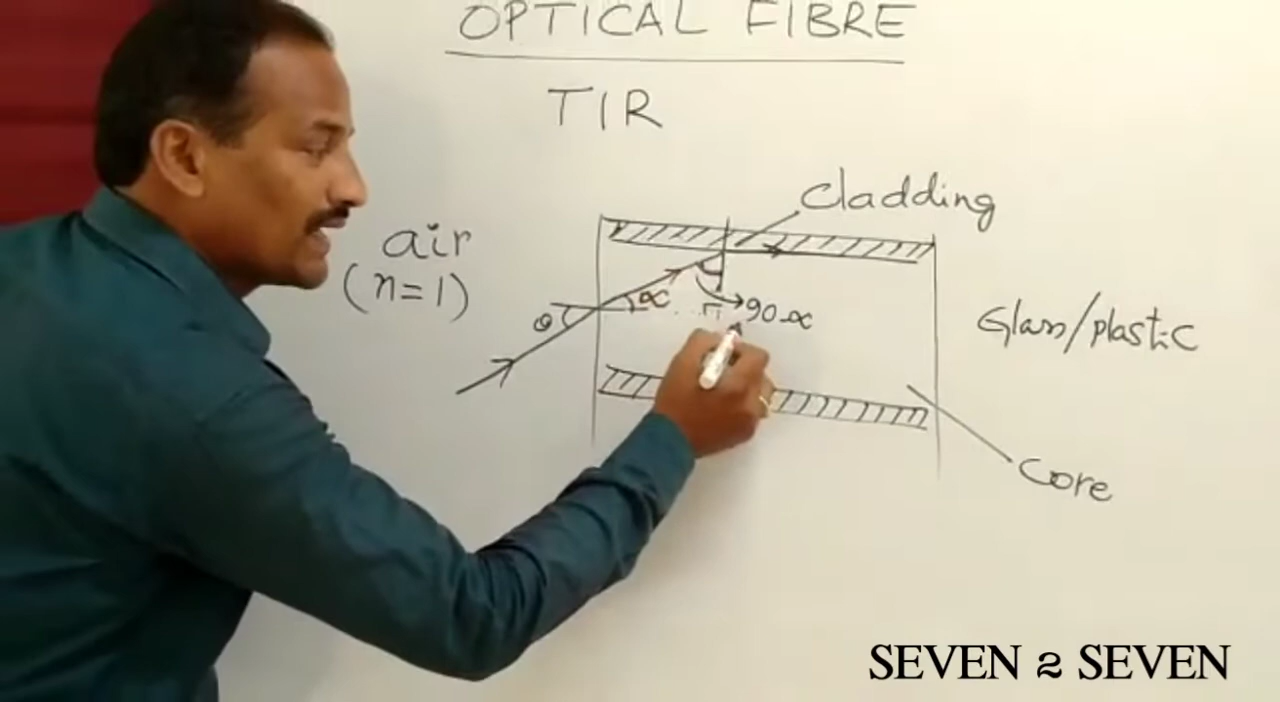 OPTICAL FIBRE
TIR
cladding
air
(n=1)
θ
α
90-α
Glass/plastic
core
SEVEN 2 SEVEN